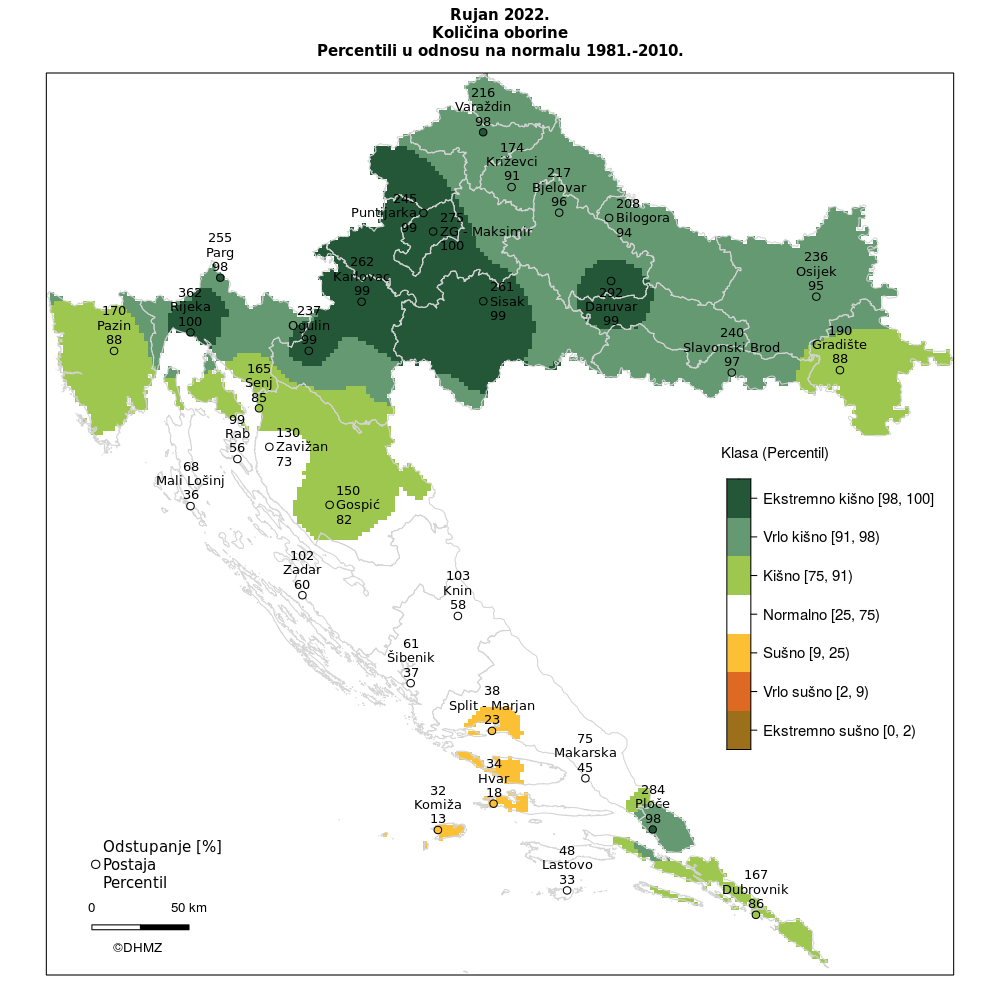 Rujan 2022.
Količina oborine
Percentili u odnosu na normalu 1981.-2010.
216
Varaždin
98
174
Križevci
91
217
Bjelovar
96
208
Bilogora
94
245
Puntijarka
99
275
ZG - Maksimir
100
255
Parg
98
262
Karlovac
99
236
Osijek
95
362
Rijeka
100
261
Sisak
99
292
Daruvar
99
170
Pazin
88
237
Ogulin
99
240
Slavonski Brod
97
190
Gradište
88
165
Senj
85
99
Rab
56
130
Zavižan
73
68
Mali Lošinj
36
150
Gospić
82
Klasa (Percentil)
Ekstremno kišno [98, 100]
Vrlo kišno [91, 98)
Kišno [75, 91)
Normalno [25, 75)
Sušno [9, 25)
Vrlo sušno [2, 9)
Ekstremno sušno [0, 2)
102
Zadar
60
103
Knin
58
61
Šibenik
37
38
Split - Marjan
23
75
Makarska
45
34
Hvar
18
32
Komiža
13
284
Ploče
98
48
Lastovo
33
167
Dubrovnik
86
Odstupanje [%]
Postaja
Percentil
0 50 km
©DHMZ